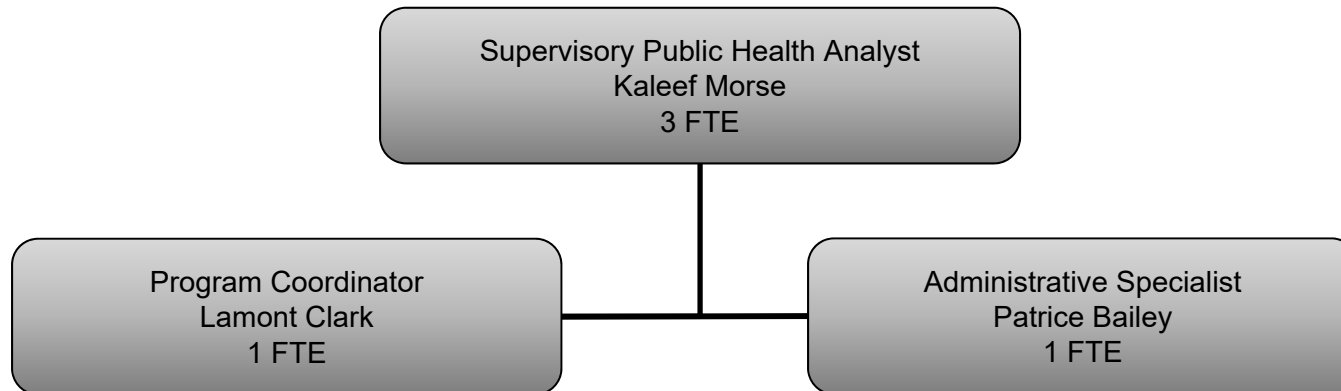 Supervisory Public Health Analyst
Kaleef Morse
3 FTE
Program Coordinator
Lamont Clark
1 FTE
Administrative Specialist
Patrice Bailey
1 FTE